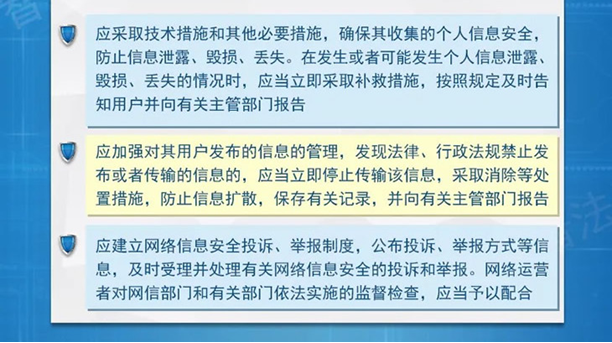 应采取技术措施和其他必要措施，确保其收集的个人信息安全，
防止信息泄露、毁损、丢失。在发生或者可能发生个人信息泄露、
毁损、丢失的情况时，应当立即采取补救措施，按照规定及时告
知用户并向有关主管部门报告
应加强对其用户发布的信息的管理，发现法律、行政法规禁止发
布或者传输的信息的，应当立即停止传输该信息，采取消除等处
置措施，防止信息扩散，保存有关记录，并向有关主管部门报告
应建立网络信息安全投诉、举报制度，公布投诉、举报方式等信
息，及时受理并处理有关网络信息安全的投诉和举报。网络运营
者对网信部门和有关部门依法实施的监督检查，应当予以配合